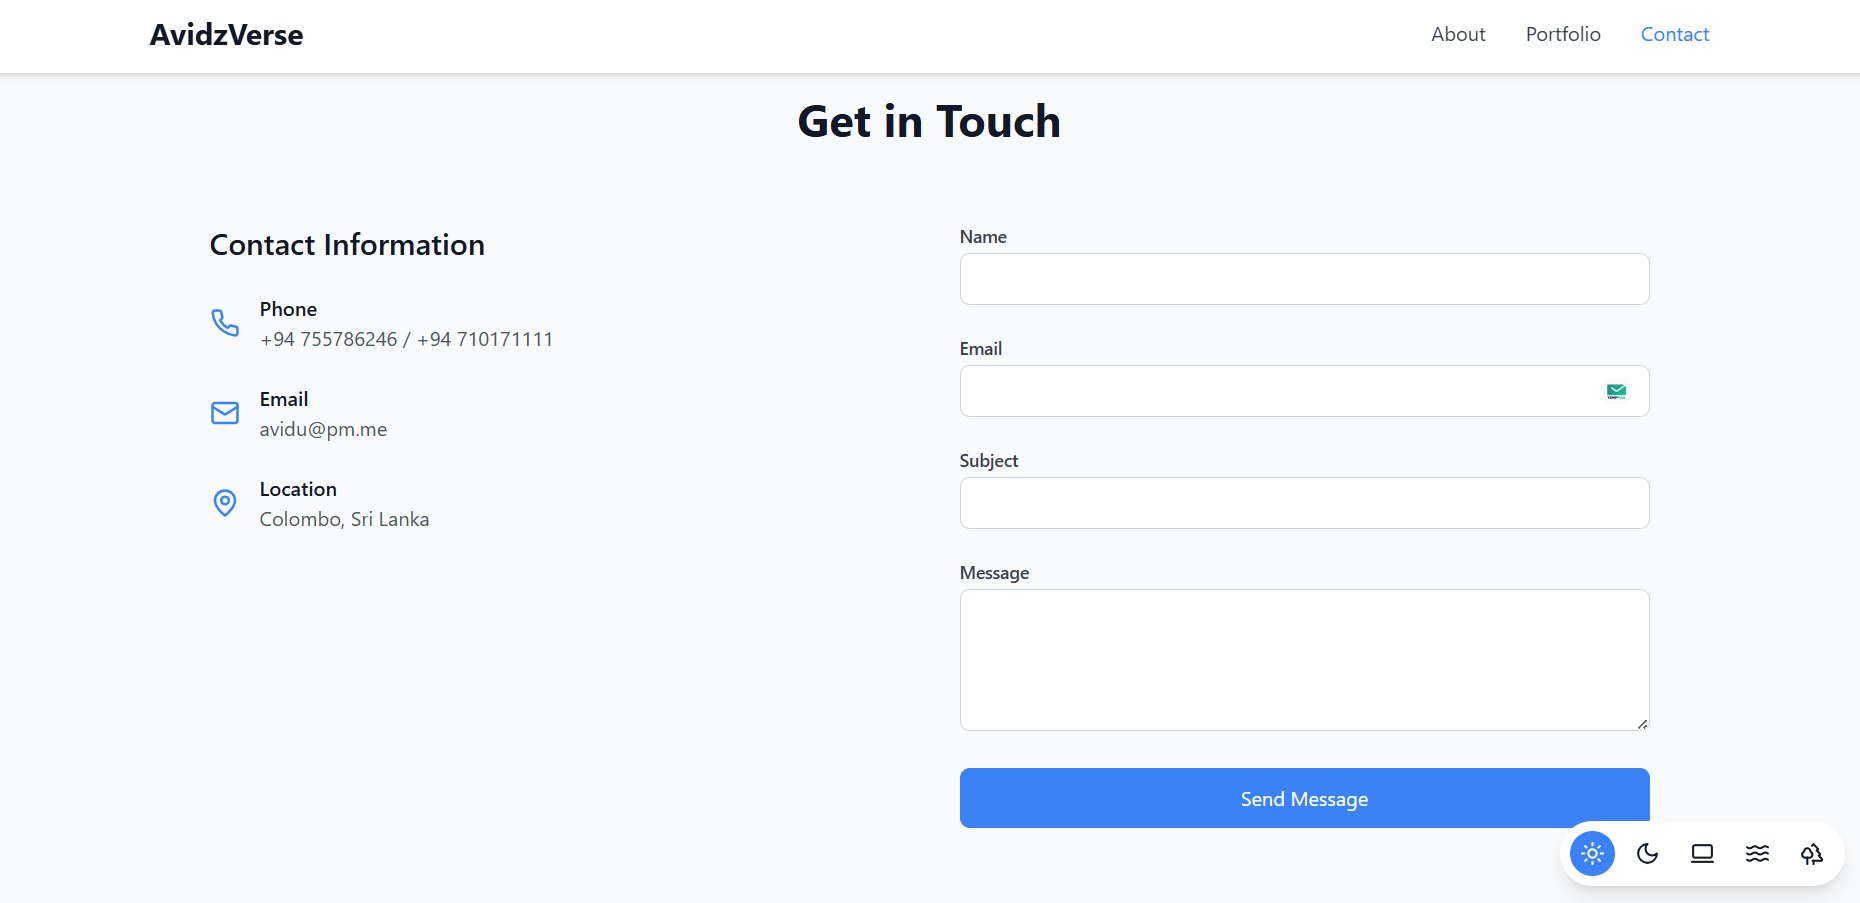 AvidzVerse
About Portfolio Contact
Get in Touch
Contact Information
Phone
+94 755786246 / +94 710171111
Email
avidu@pm.me
Location
Colombo, Sri Lanka
Name
Email
Subject
Message
Send Message